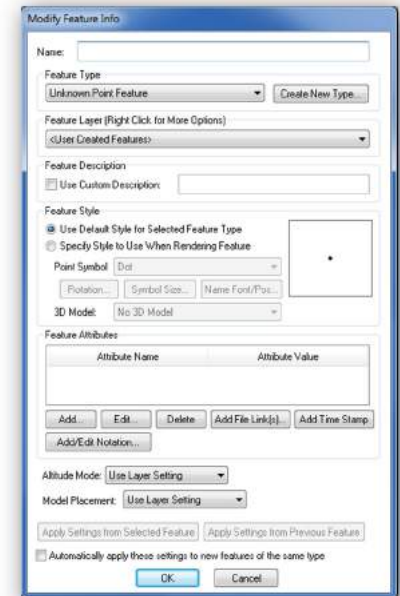 Modify Feature Info
Name:
Feature Type
Unknown Point Feature
Create New Type...
Feature Layer (Right Click for More Options)
<User Created Features>
Feature Description
Use Custom Description:
Feature Style
Use Default Style for Selected Feature Type
Specify Style to Use When Rendering Feature
Point Symbol Dot
Rotation... Symbol Size... Name Font/Pos...
3D Model: No 3D Model
Feature Attributes
Attribute Name Attribute Value
Add... Edit... Delete Add File Link(s)... Add Time Stamp
Add/Edit Notation...
Altitude Mode: Use Layer Setting
Model Placement: Use Layer Setting
Apply Settings from Selected Feature Apply Settings from Previous Feature
Automatically apply these settings to new features of the same type
OK Cancel